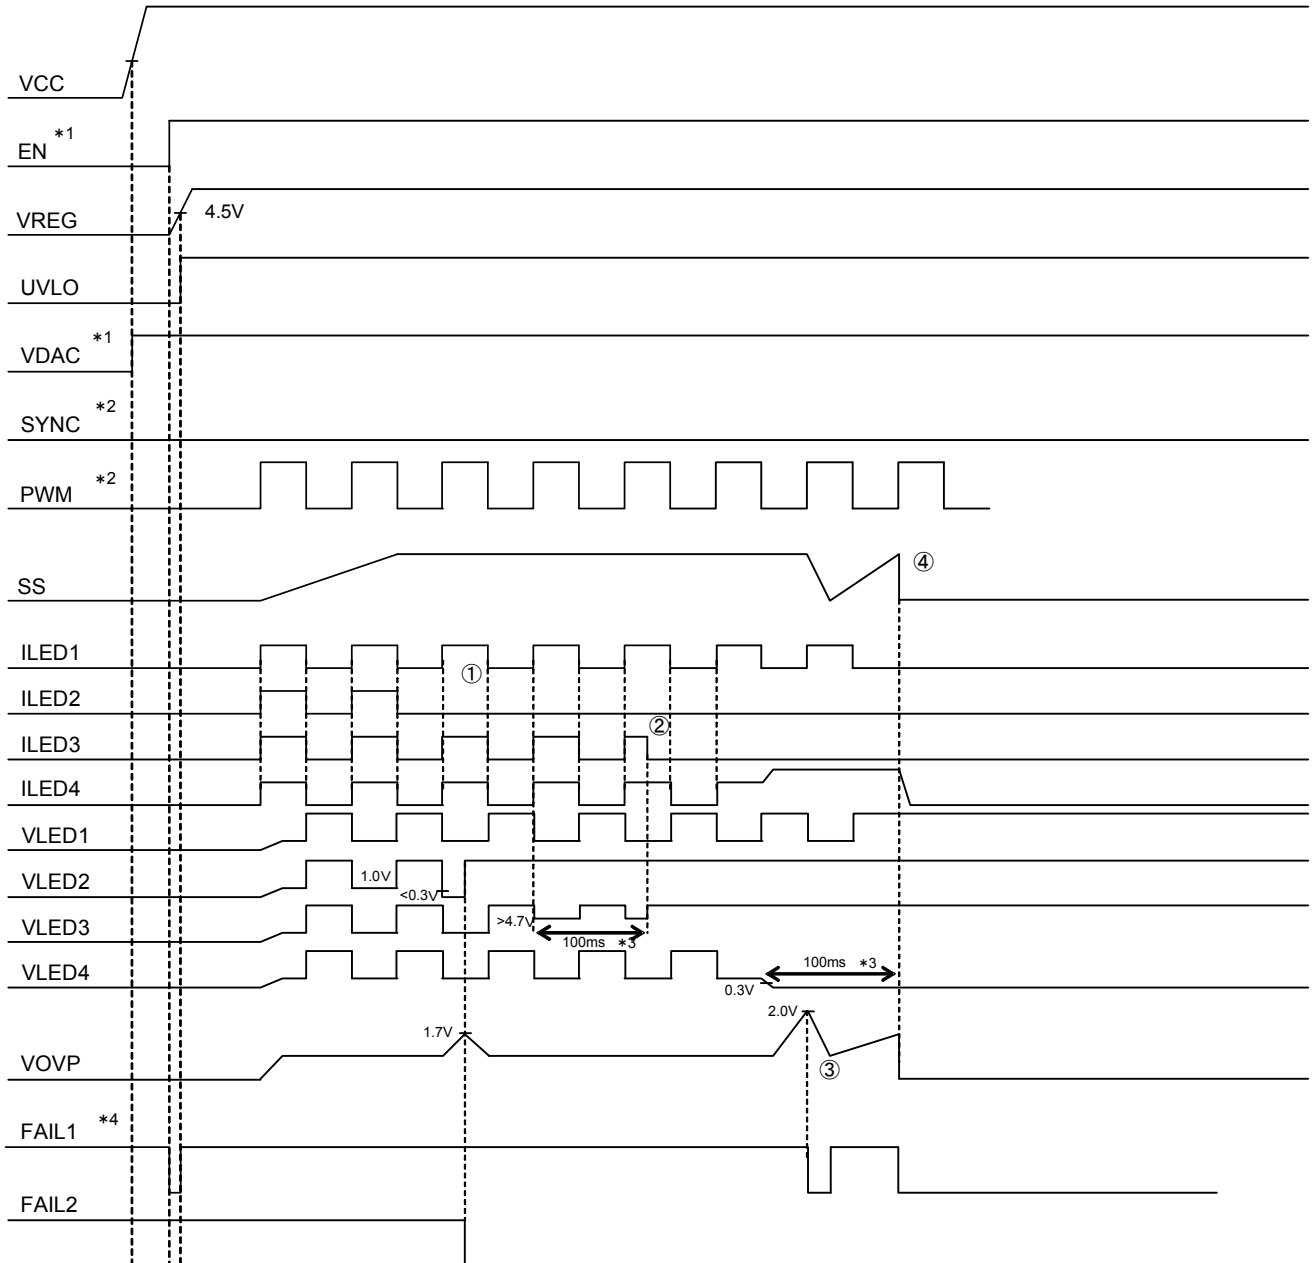 VCC
EN *1
VREG 4.5V
UVLO
VDAC *1
SYNC *2
PWM *2
SS ④
ILED1
①
ILED2
②
ILED3
ILED4
VLED1
VLED2 1.0V <0.3V
VLED3 >4.7V
100ms *3
VLED4 100ms *3
0.3V
2.0V
1.7V
VOVP ③
FAIL1 *4
FAIL2